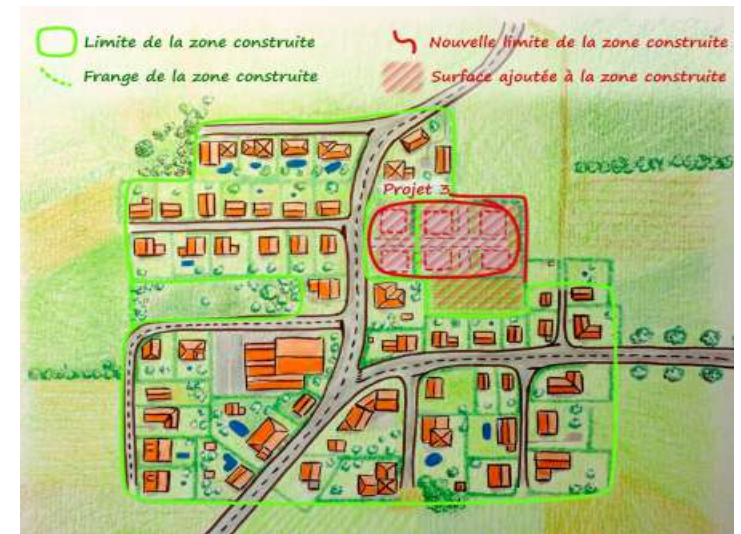 Limite de la zone construite
Nouvelle limite de la zone construite
Frange de la zone construite
Surface ajoutée à la zone construite
Projet 3